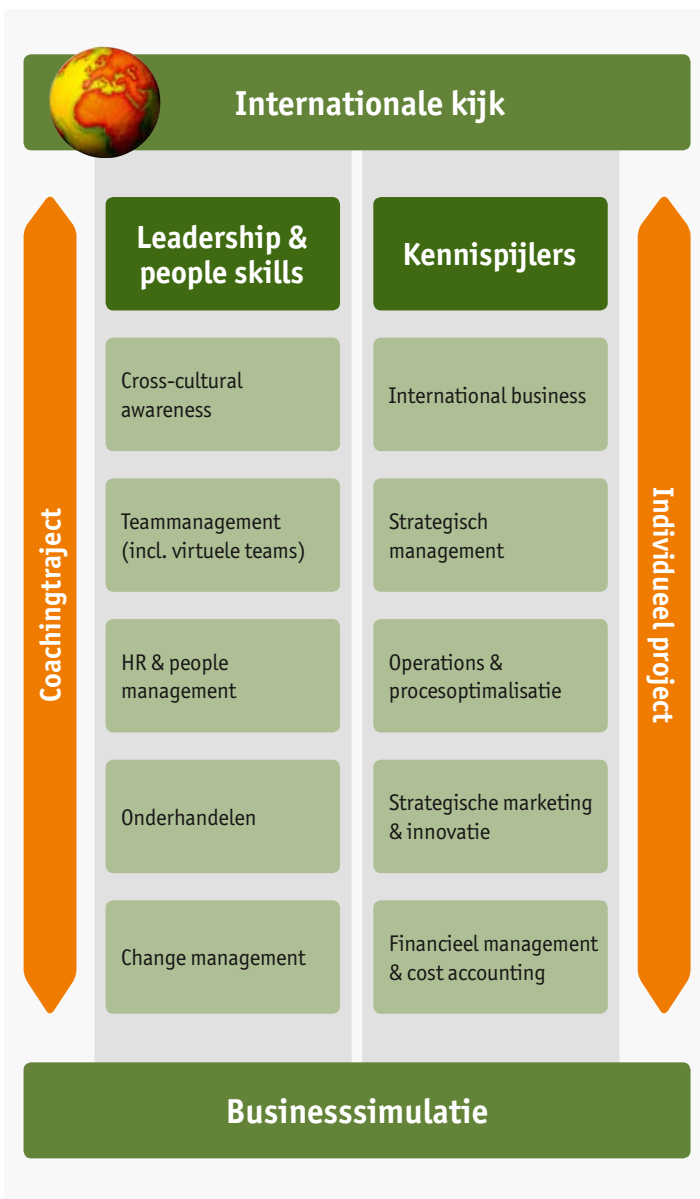 Internationale kijk
Coachingtraject
Leadership &
people skills
Cross-cultural
awareness
Teammanagement
(incl. virtuele teams)
HR & people
management
Onderhandelen
Change management
Kennispijlers
International business
Strategisch
management
Operations &
procesoptimalisatie
Strategische marketing
& innovatie
Financieel management
& cost accounting
Individueel project
Businesssimulatie